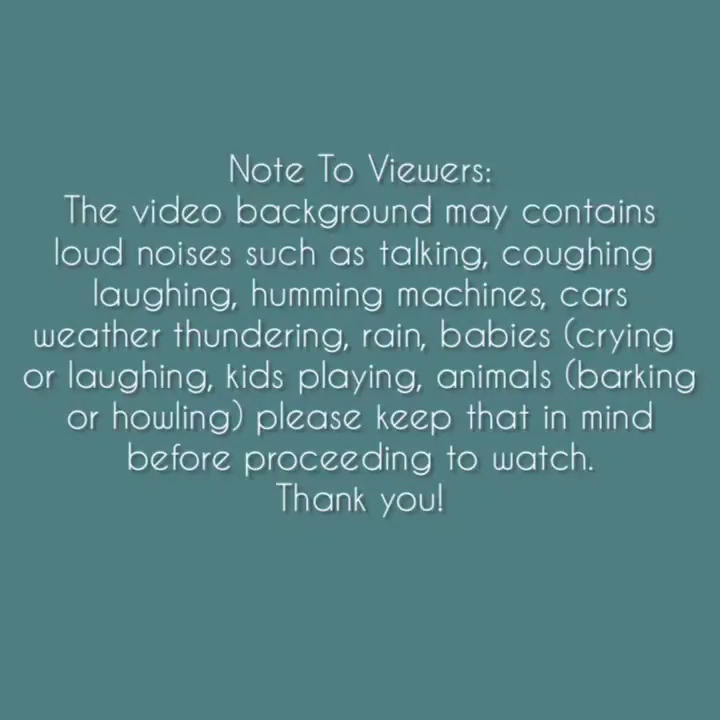 Note To Viewers:
The video background may contains
loud noises such as talking, coughing
laughing, humming machines, cars
weather thundering, rain, babies (crying
or laughing, kids playing, animals (barking
or howling) please keep that in mind
before proceeding to watch.
Thank you!